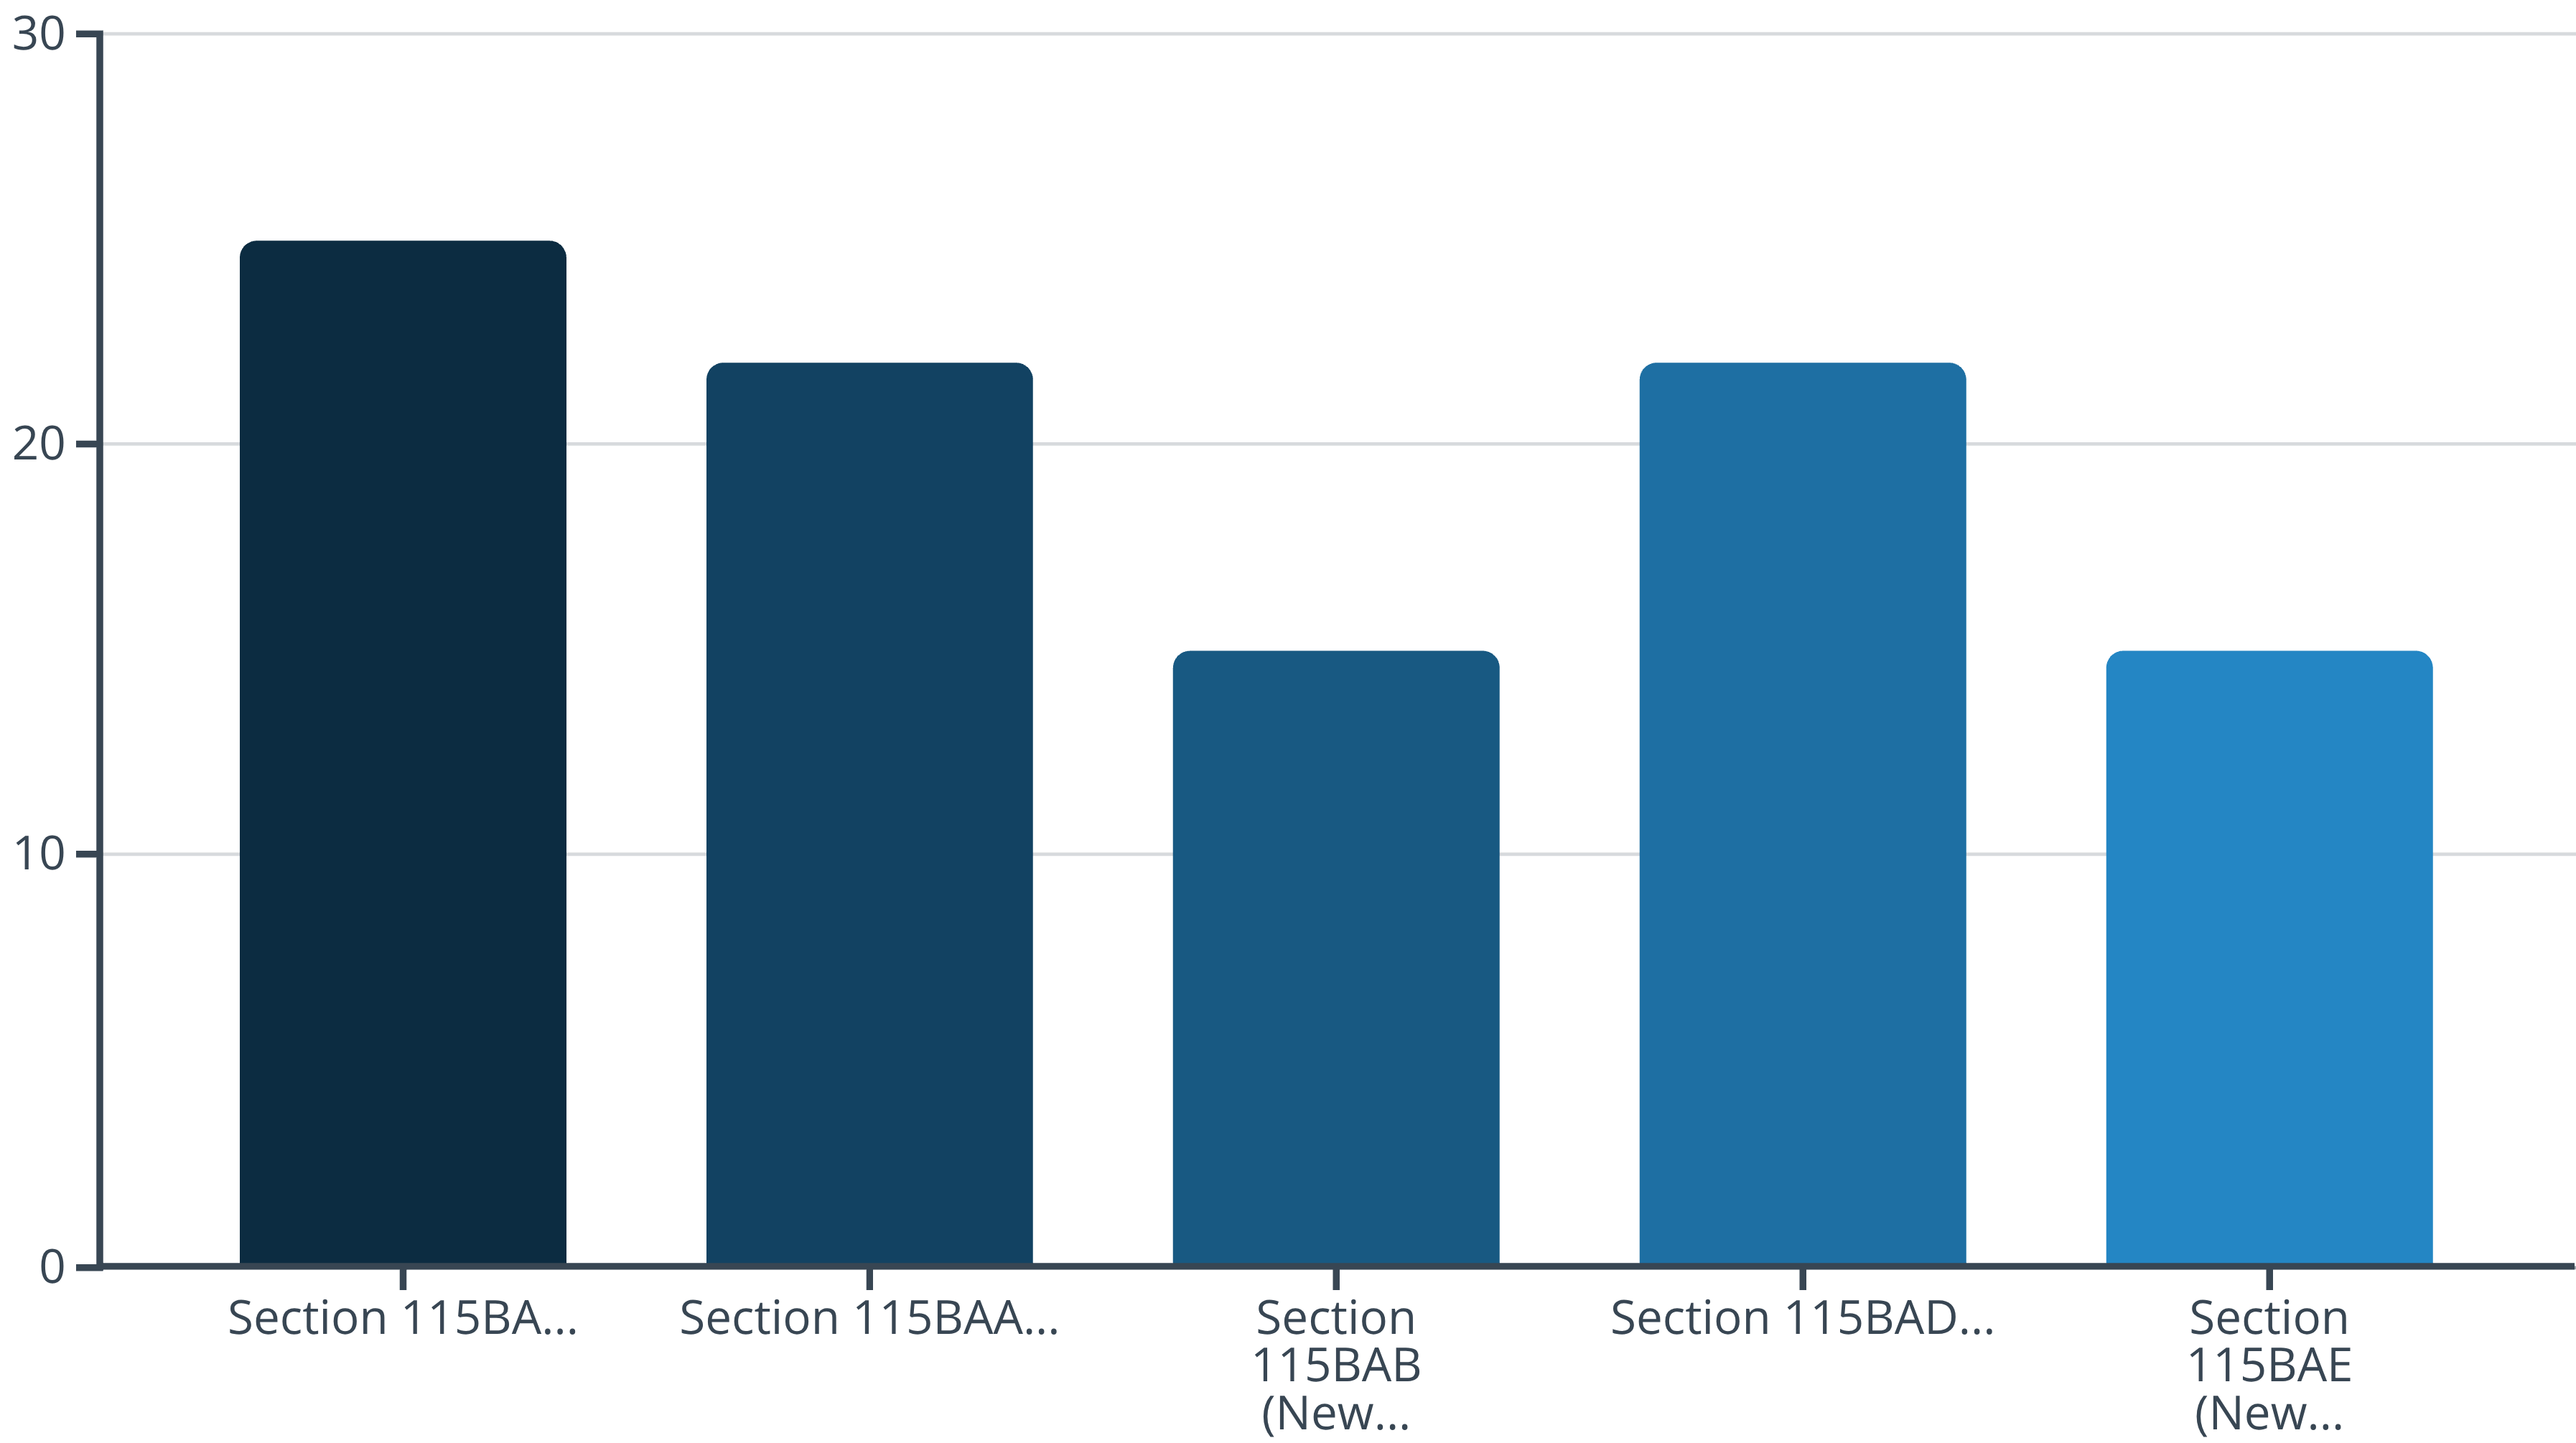 30
20
10
0
Section 115BA...
Section 115BAA...
Section
115BAB
(New...
Section 115BAD...
Section
115BAE
(New...